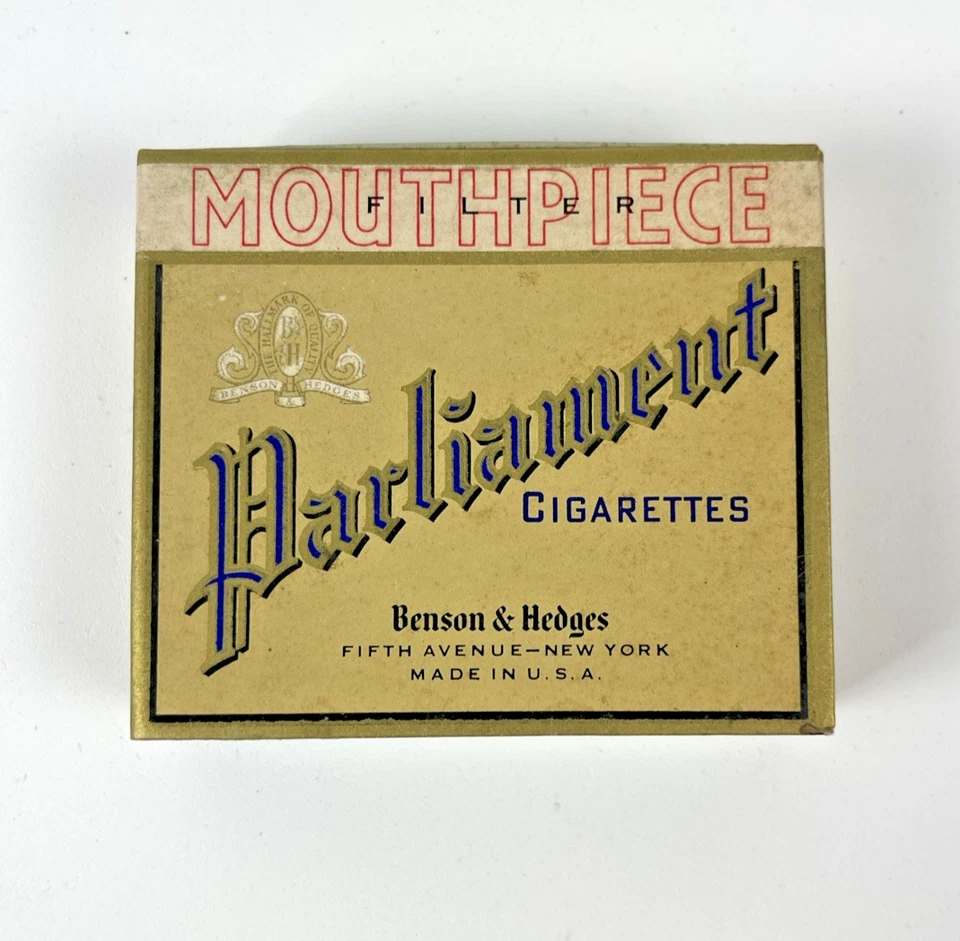 MOUTHPIECE
FILTER
THE HALLMARK OF QUALITY
B & H
BENSON & HEDGES
Parliament
CIGARETTES
Benson & Hedges
FIFTH AVENUE—NEW YORK
MADE IN U.S.A.